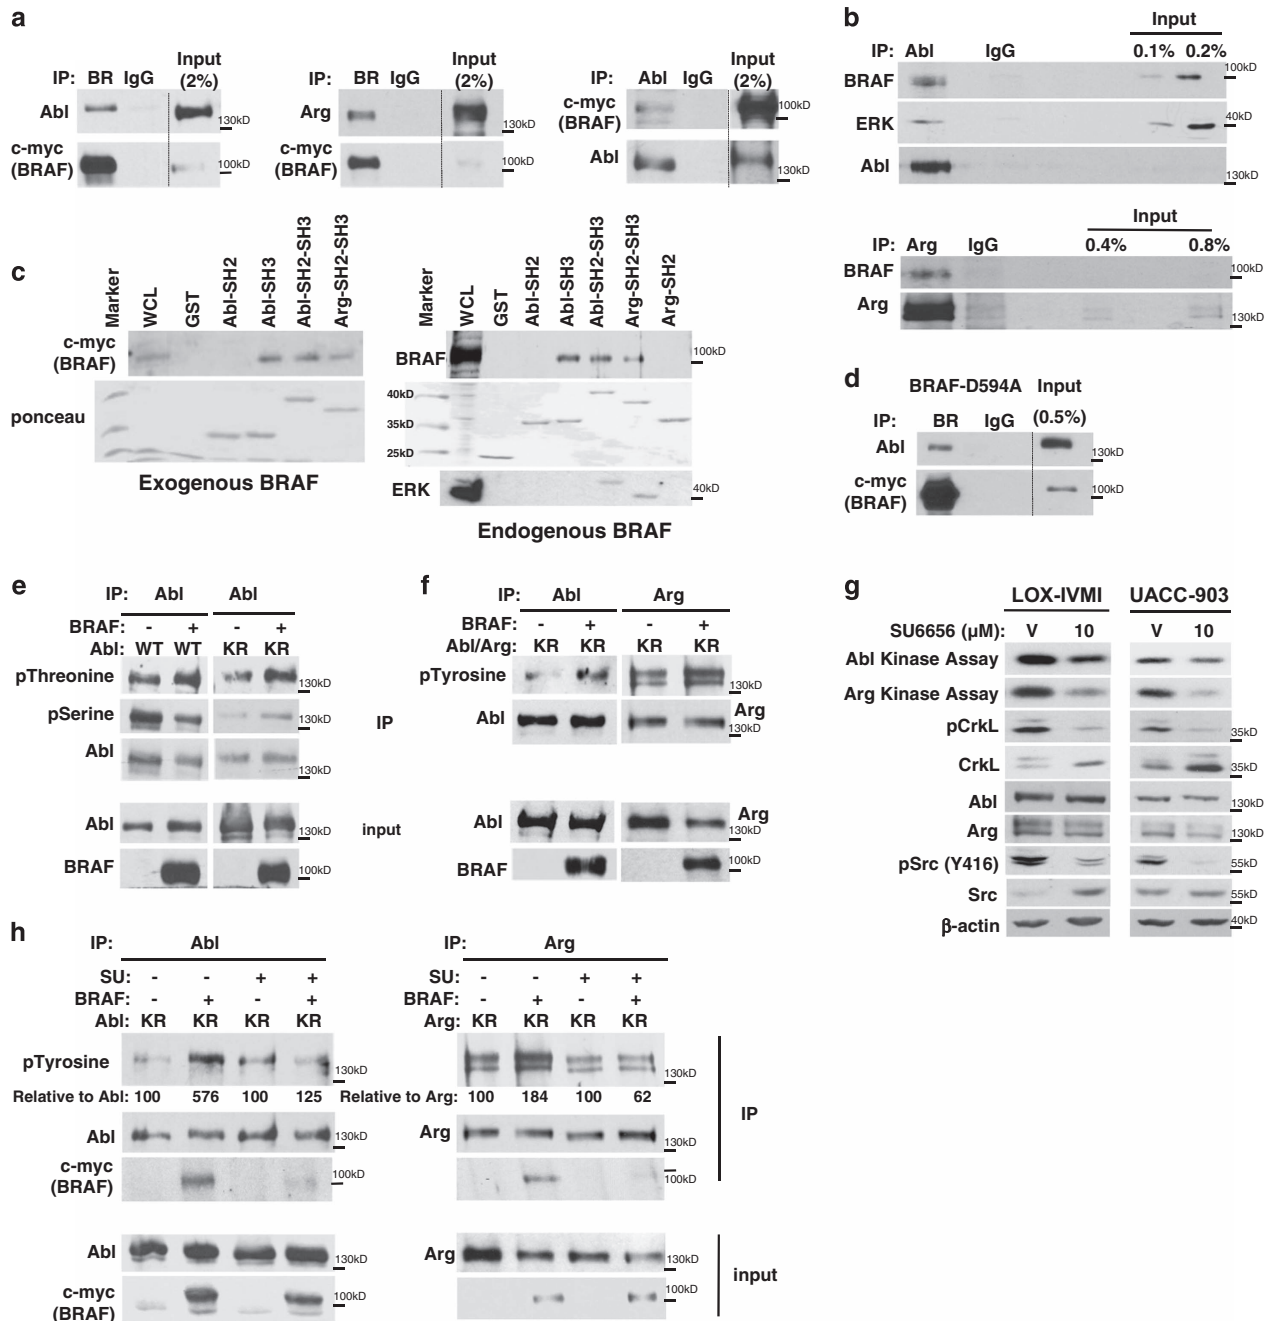 a
IP: BR IgG Input (2%)
Abl
130kD
c-myc (BRAF)
100kD
IP: BR IgG Input (2%)
Arg
130kD
c-myc (BRAF)
100kD
IP: Abl IgG Input (2%)
c-myc (BRAF)
100kD
Abl
130kD
b
Input
IP: Abl IgG 0.1% 0.2%
BRAF
100kD
ERK
40kD
Abl
130kD
Input
IP: Arg IgG 0.4% 0.8%
BRAF
100kD
Arg
130kD
c
Marker WCL GST Abl-SH2 Abl-SH3 Abl-SH2-SH3 Arg-SH2-SH3
c-myc (BRAF)
ponceau
Exogenous BRAF
Marker WCL GST Abl-SH2 Abl-SH3 Abl-SH2-SH3 Arg-SH2-SH3 Arg-SH2
BRAF
100kD
40kD
35kD
25kD
ERK
40kD
Endogenous BRAF
d
BRAF-D594A Input
IP: BR IgG (0.5%)
Abl
130kD
c-myc (BRAF)
100kD
e
IP: Abl Abl
BRAF: - + - +
Abl: WT WT KR KR
pThreonine
130kD
pSerine
130kD
IP
Abl
130kD
Abl
130kD
input
BRAF
100kD
f
IP: Abl Arg
BRAF: - + - +
Abl/Arg: KR KR KR KR
pTyrosine
130kD
Abl
Arg
130kD
Abl
Arg
130kD
BRAF
100kD
g
LOX-IVMI UACC-903
SU6656 (µM): V 10 V 10
Abl Kinase Assay
Arg Kinase Assay
pCrkL
35kD
CrkL
35kD
Abl
130kD
Arg
130kD
pSrc (Y416)
55kD
Src
55kD
β-actin
40kD
h
IP: Abl
SU: - - + +
BRAF: - + - +
Abl: KR KR KR KR
pTyrosine
130kD
Relative to Abl: 100 576 100 125
Abl
130kD
c-myc (BRAF)
100kD
Abl
130kD
c-myc (BRAF)
100kD
IP: Arg
SU: - - + +
BRAF: - + - +
Arg: KR KR KR KR
130kD
Relative to Arg: 100 184 100 62
IP
Arg
130kD
100kD
Arg
130kD
input
100kD